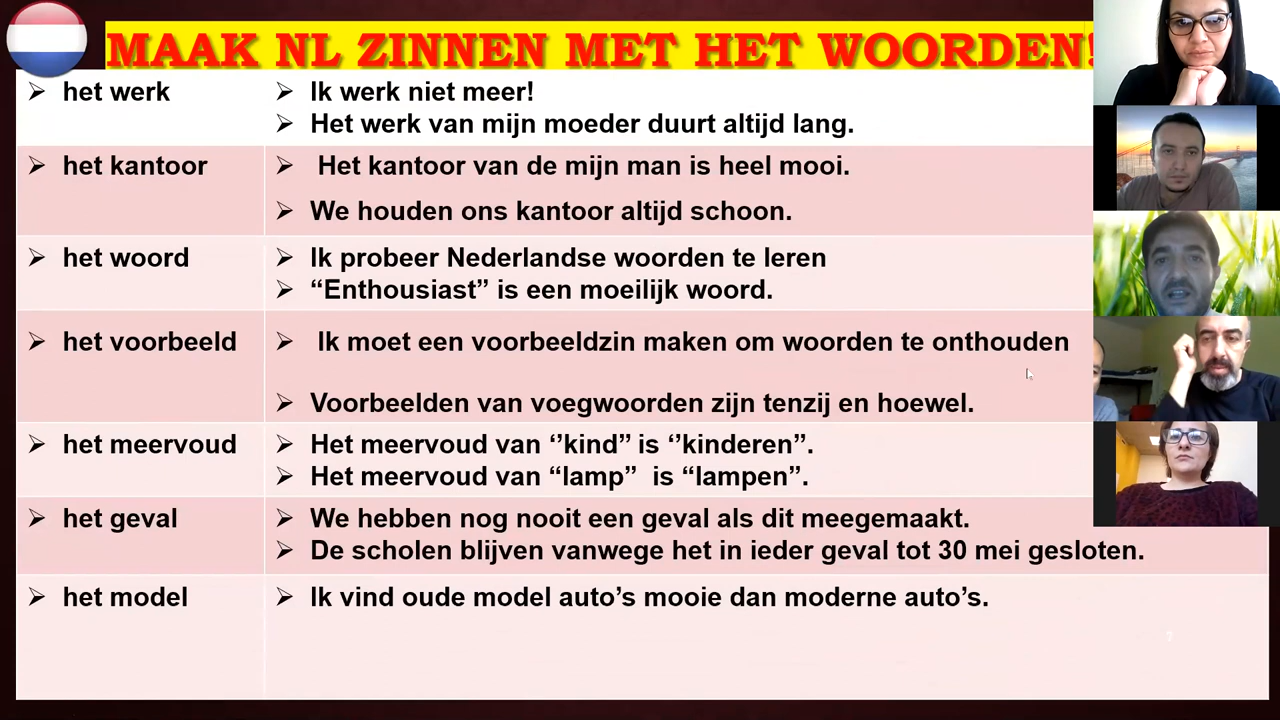 MAAK NL ZINNEN MET HET WOORDEN!
het werk
Ik werk niet meer!
Het werk van mijn moeder duurt altijd lang.
het kantoor
Het kantoor van de mijn man is heel mooi.
We houden ons kantoor altijd schoon.
het woord
Ik probeer Nederlandse woorden te leren
“Enthousiast” is een moeilijk woord.
het voorbeeld
Ik moet een voorbeeldzin maken om woorden te onthouden
Voorbeelden van voegwoorden zijn tenzij en hoewel.
het meervoud
Het meervoud van ‘’kind’’ is ‘’kinderen”.
Het meervoud van “lamp” is “lampen”.
het geval
We hebben nog nooit een geval als dit meegemaakt.
De scholen blijven vanwege het in ieder geval tot 30 mei gesloten.
het model
Ik vind oude model auto’s mooie dan moderne auto’s.
9